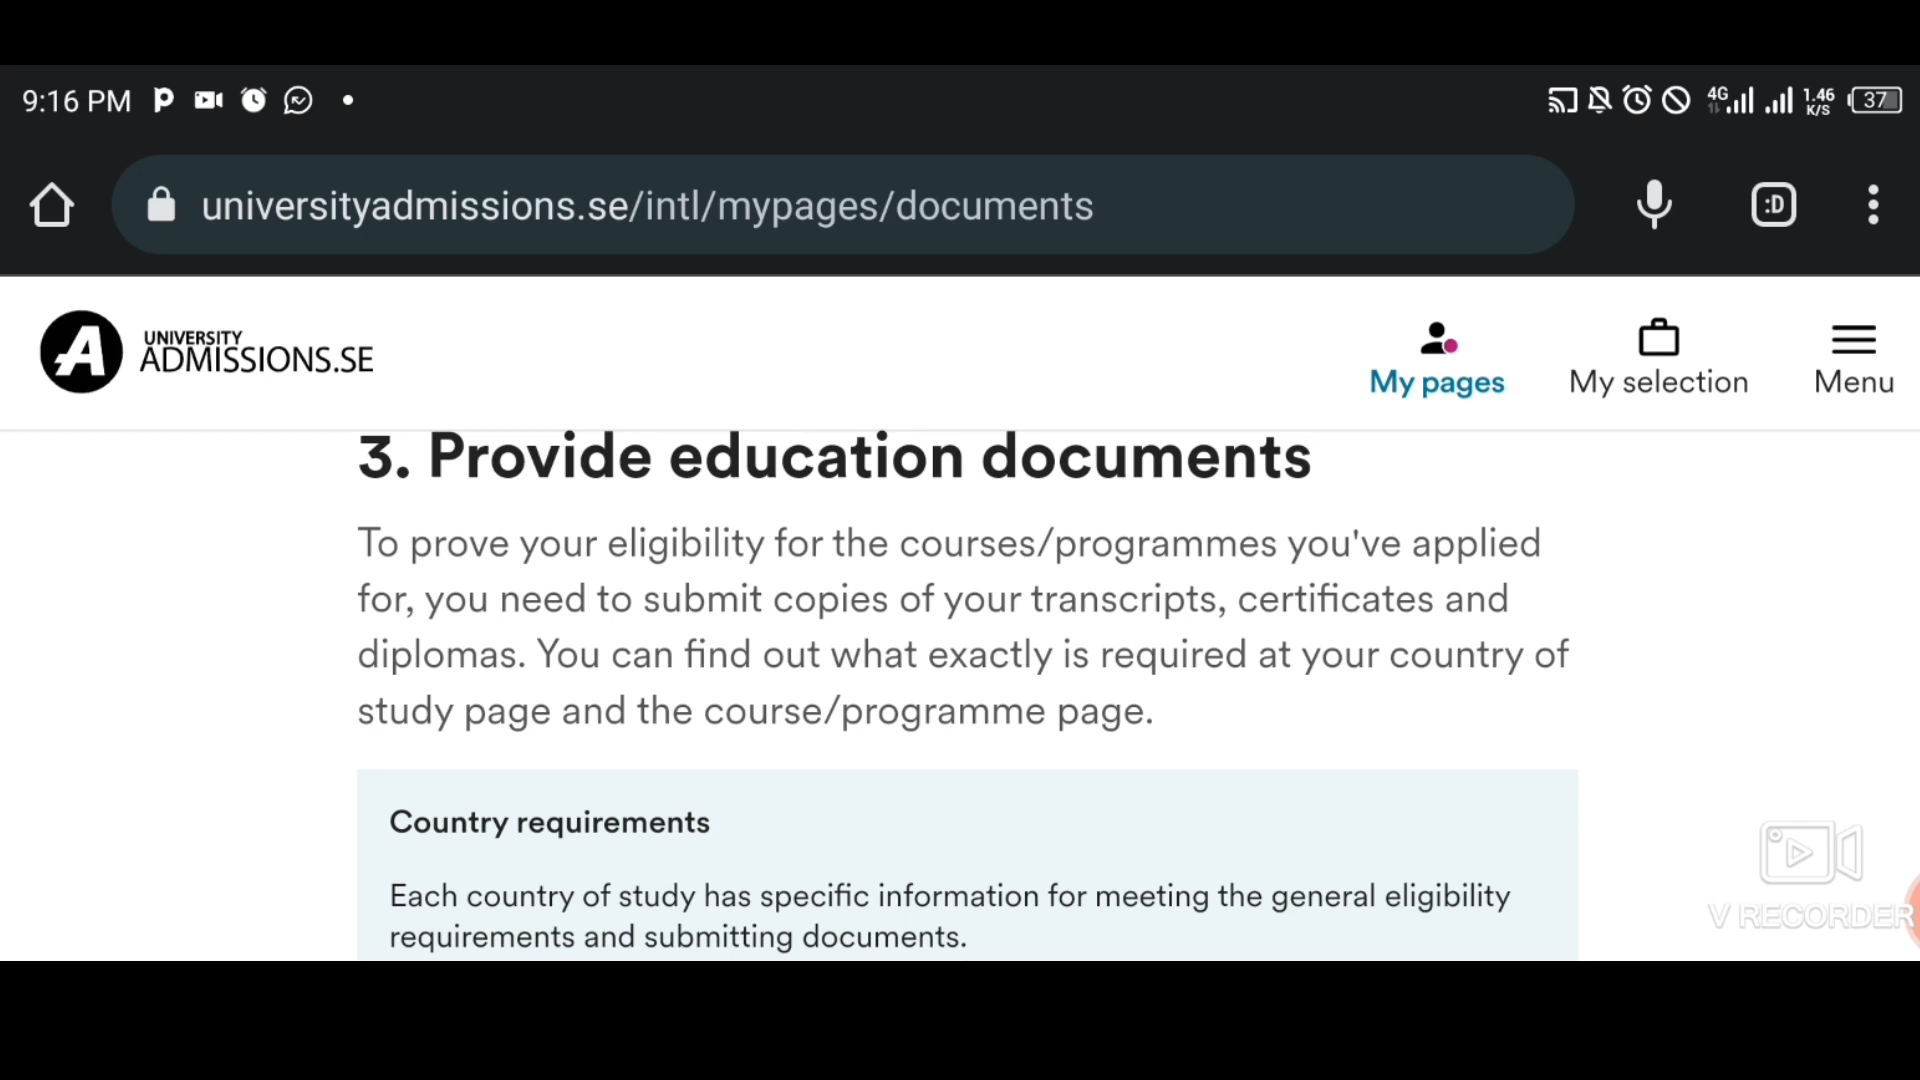 9:16 PM
4G 1.46 K/S 37
universityadmissions.se/intl/mypages/documents
:D
A UNIVERSITY
ADMISSIONS.SE
My pages My selection Menu
3. Provide education documents
To prove your eligibility for the courses/programmes you've applied
for, you need to submit copies of your transcripts, certificates and
diplomas. You can find out what exactly is required at your country of
study page and the course/programme page.
Country requirements
Each country of study has specific information for meeting the general eligibility
requirements and submitting documents.
V RECORDER